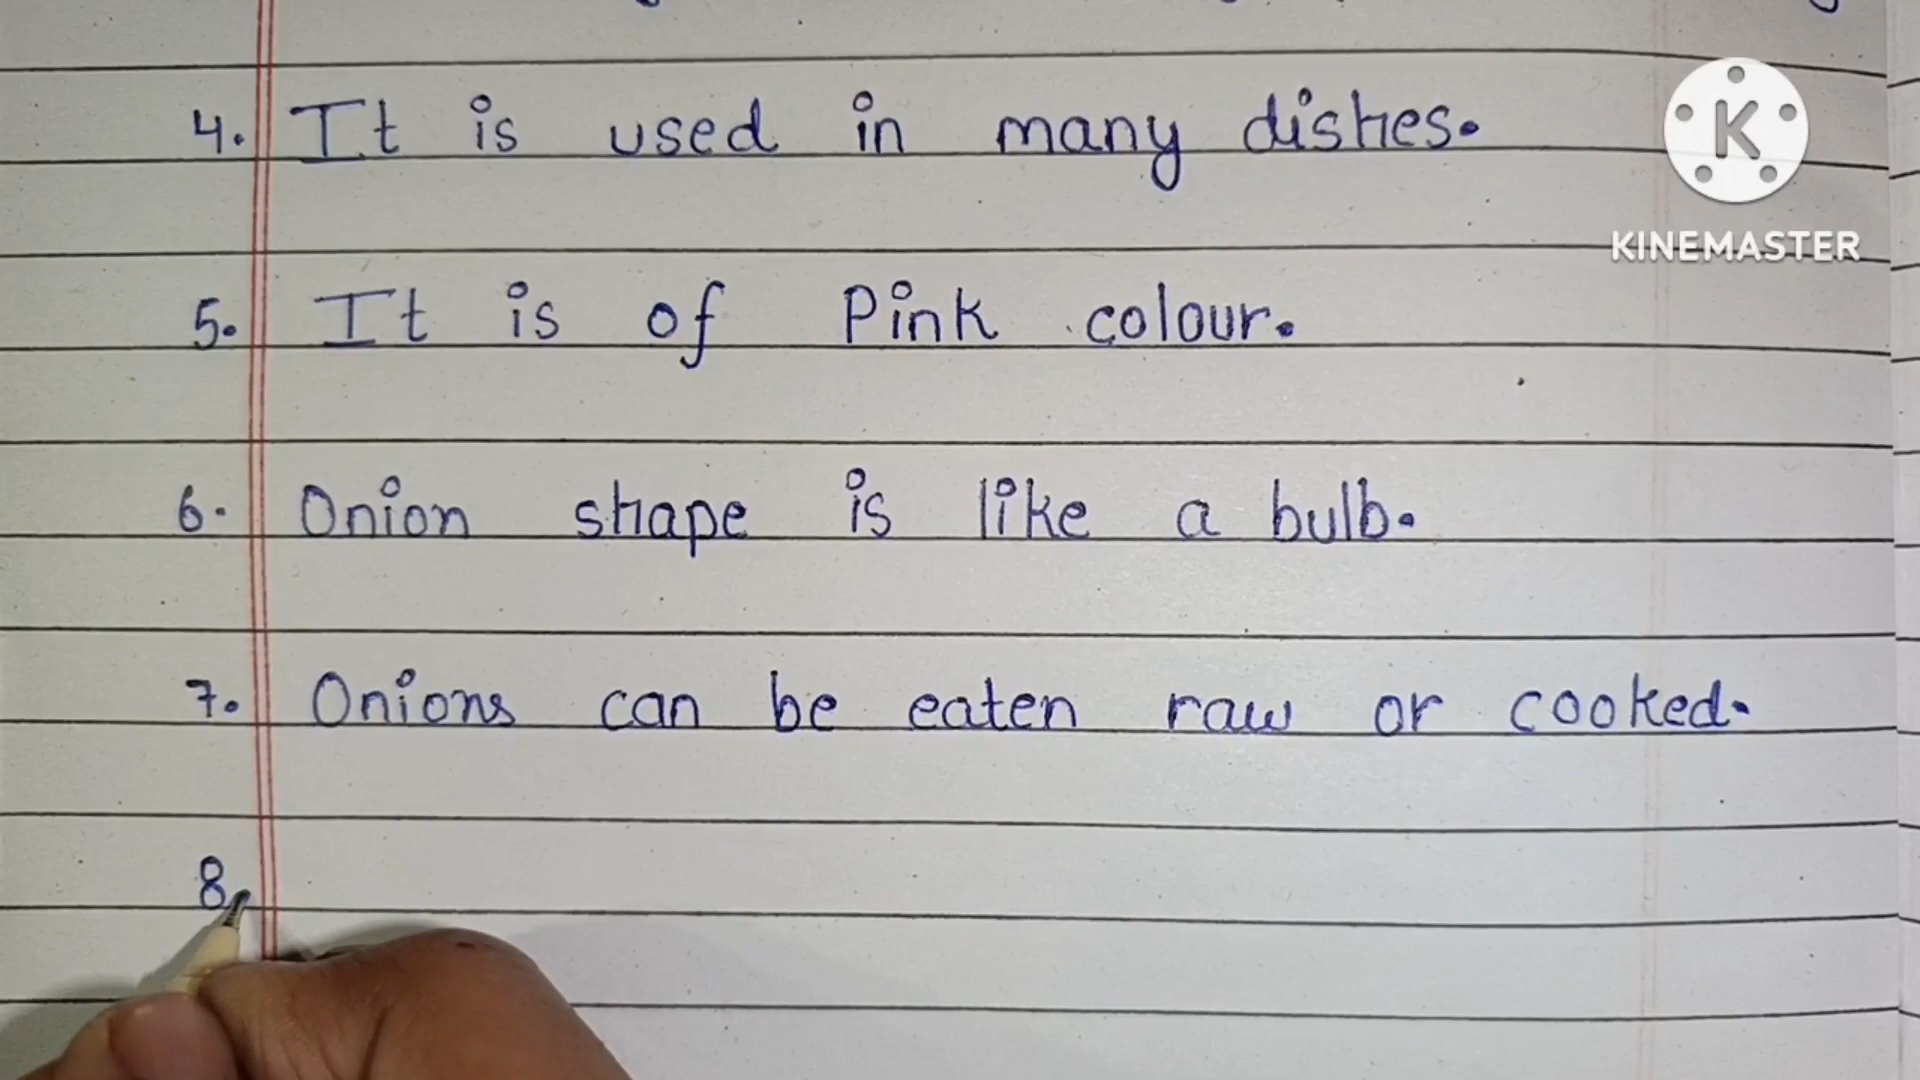 4. It is used in many dishes.
K
KINEMASTER
5. It is of Pink colour.
6. Onion shape is like a bulb.
7. Onions can be eaten raw or cooked.
8.